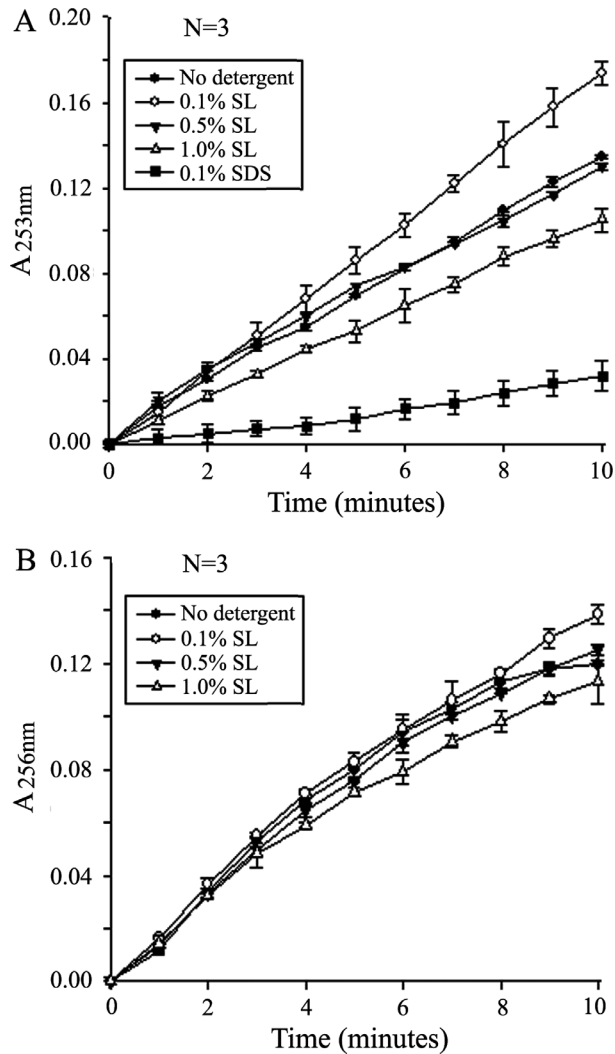 A
N=3
No detergent
0.1% SL
0.5% SL
1.0% SL
0.1% SDS
A253nm
0.20
0.16
0.12
0.08
0.04
0.00
0 2 4 6 8 10
Time (minutes)
B
N=3
No detergent
0.1% SL
0.5% SL
1.0% SL
A256nm
0.16
0.12
0.08
0.04
0.00
0 2 4 6 8 10
Time (minutes)